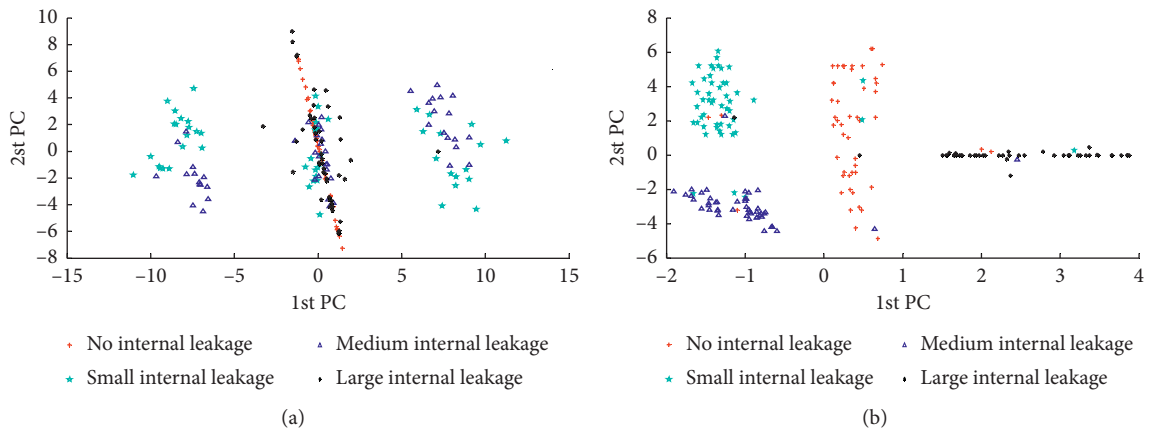 10
8
6
4
2
0
−2
−4
−6
−8
2st PC
−15
−10
−5
0
5
10
15
1st PC
No internal leakage
Medium internal leakage
Small internal leakage
Large internal leakage
(a)
8
6
4
2
0
−2
−4
−6
2st PC
−2
−1
0
1
2
3
4
1st PC
No internal leakage
Medium internal leakage
Small internal leakage
Large internal leakage
(b)